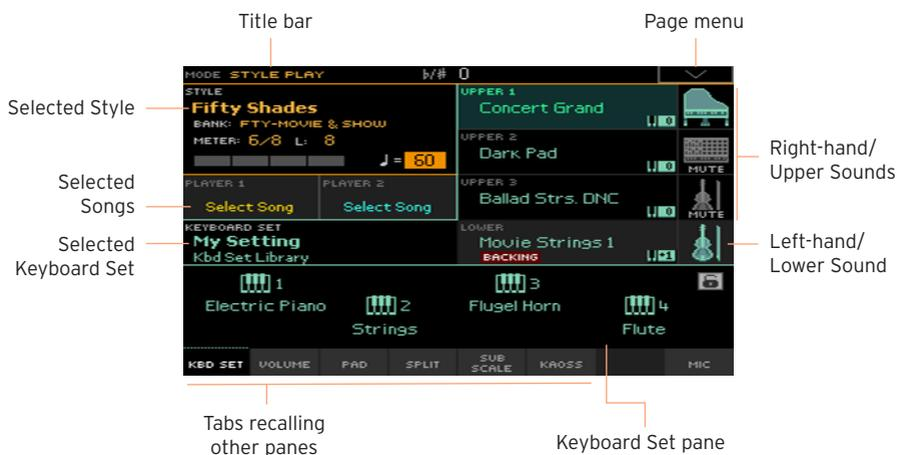 Title bar
Page menu
MODE STYLE PLAY
♭/# 0
Selected Style
STYLE
Fifty Shades
BANK: FTY-MOVIE & SHOW
METER: 6/8 L: 8
♩ = 60
UPPER 1
Concert Grand
0
UPPER 2
Dark Pad
0
MUTE
UPPER 3
Ballad Strs. DNC
0
MUTE
Right-hand/
Upper Sounds
Selected
Songs
PLAYER 1
Select Song
PLAYER 2
Select Song
Selected
Keyboard Set
KEYBOARD SET
My Setting
Kbd Set Library
LOWER
Movie Strings 1
BACKING
+1
Left-hand/
Lower Sound
1
Electric Piano
2
Strings
3
Flugel Horn
4
Flute
KBD SET
VOLUME
PAD
SPLIT
SUB
SCALE
KAOSS
MIC
Tabs recalling
other panes
Keyboard Set pane